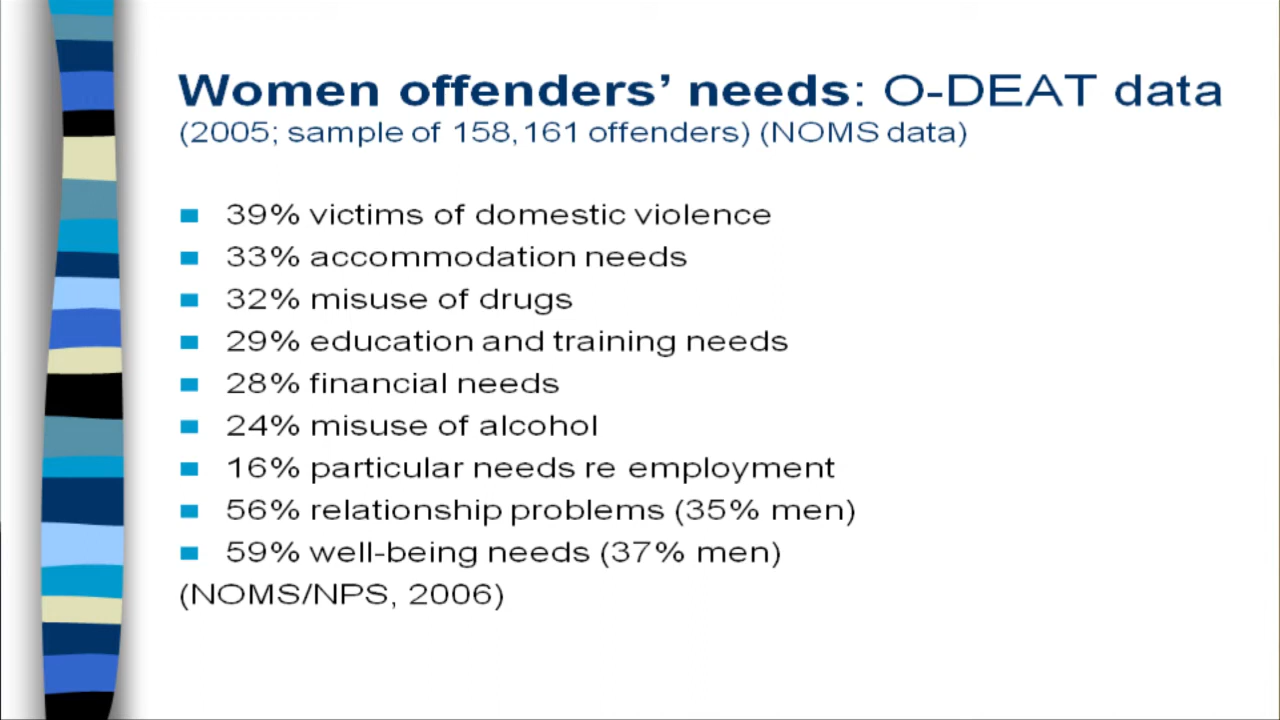 Women offenders’ needs: O-DEAT data
(2005; sample of 158,161 offenders) (NOMS data)
39% victims of domestic violence
33% accommodation needs
32% misuse of drugs
29% education and training needs
28% financial needs
24% misuse of alcohol
16% particular needs re employment
56% relationship problems (35% men)
59% well-being needs (37% men)
(NOMS/NPS, 2006)